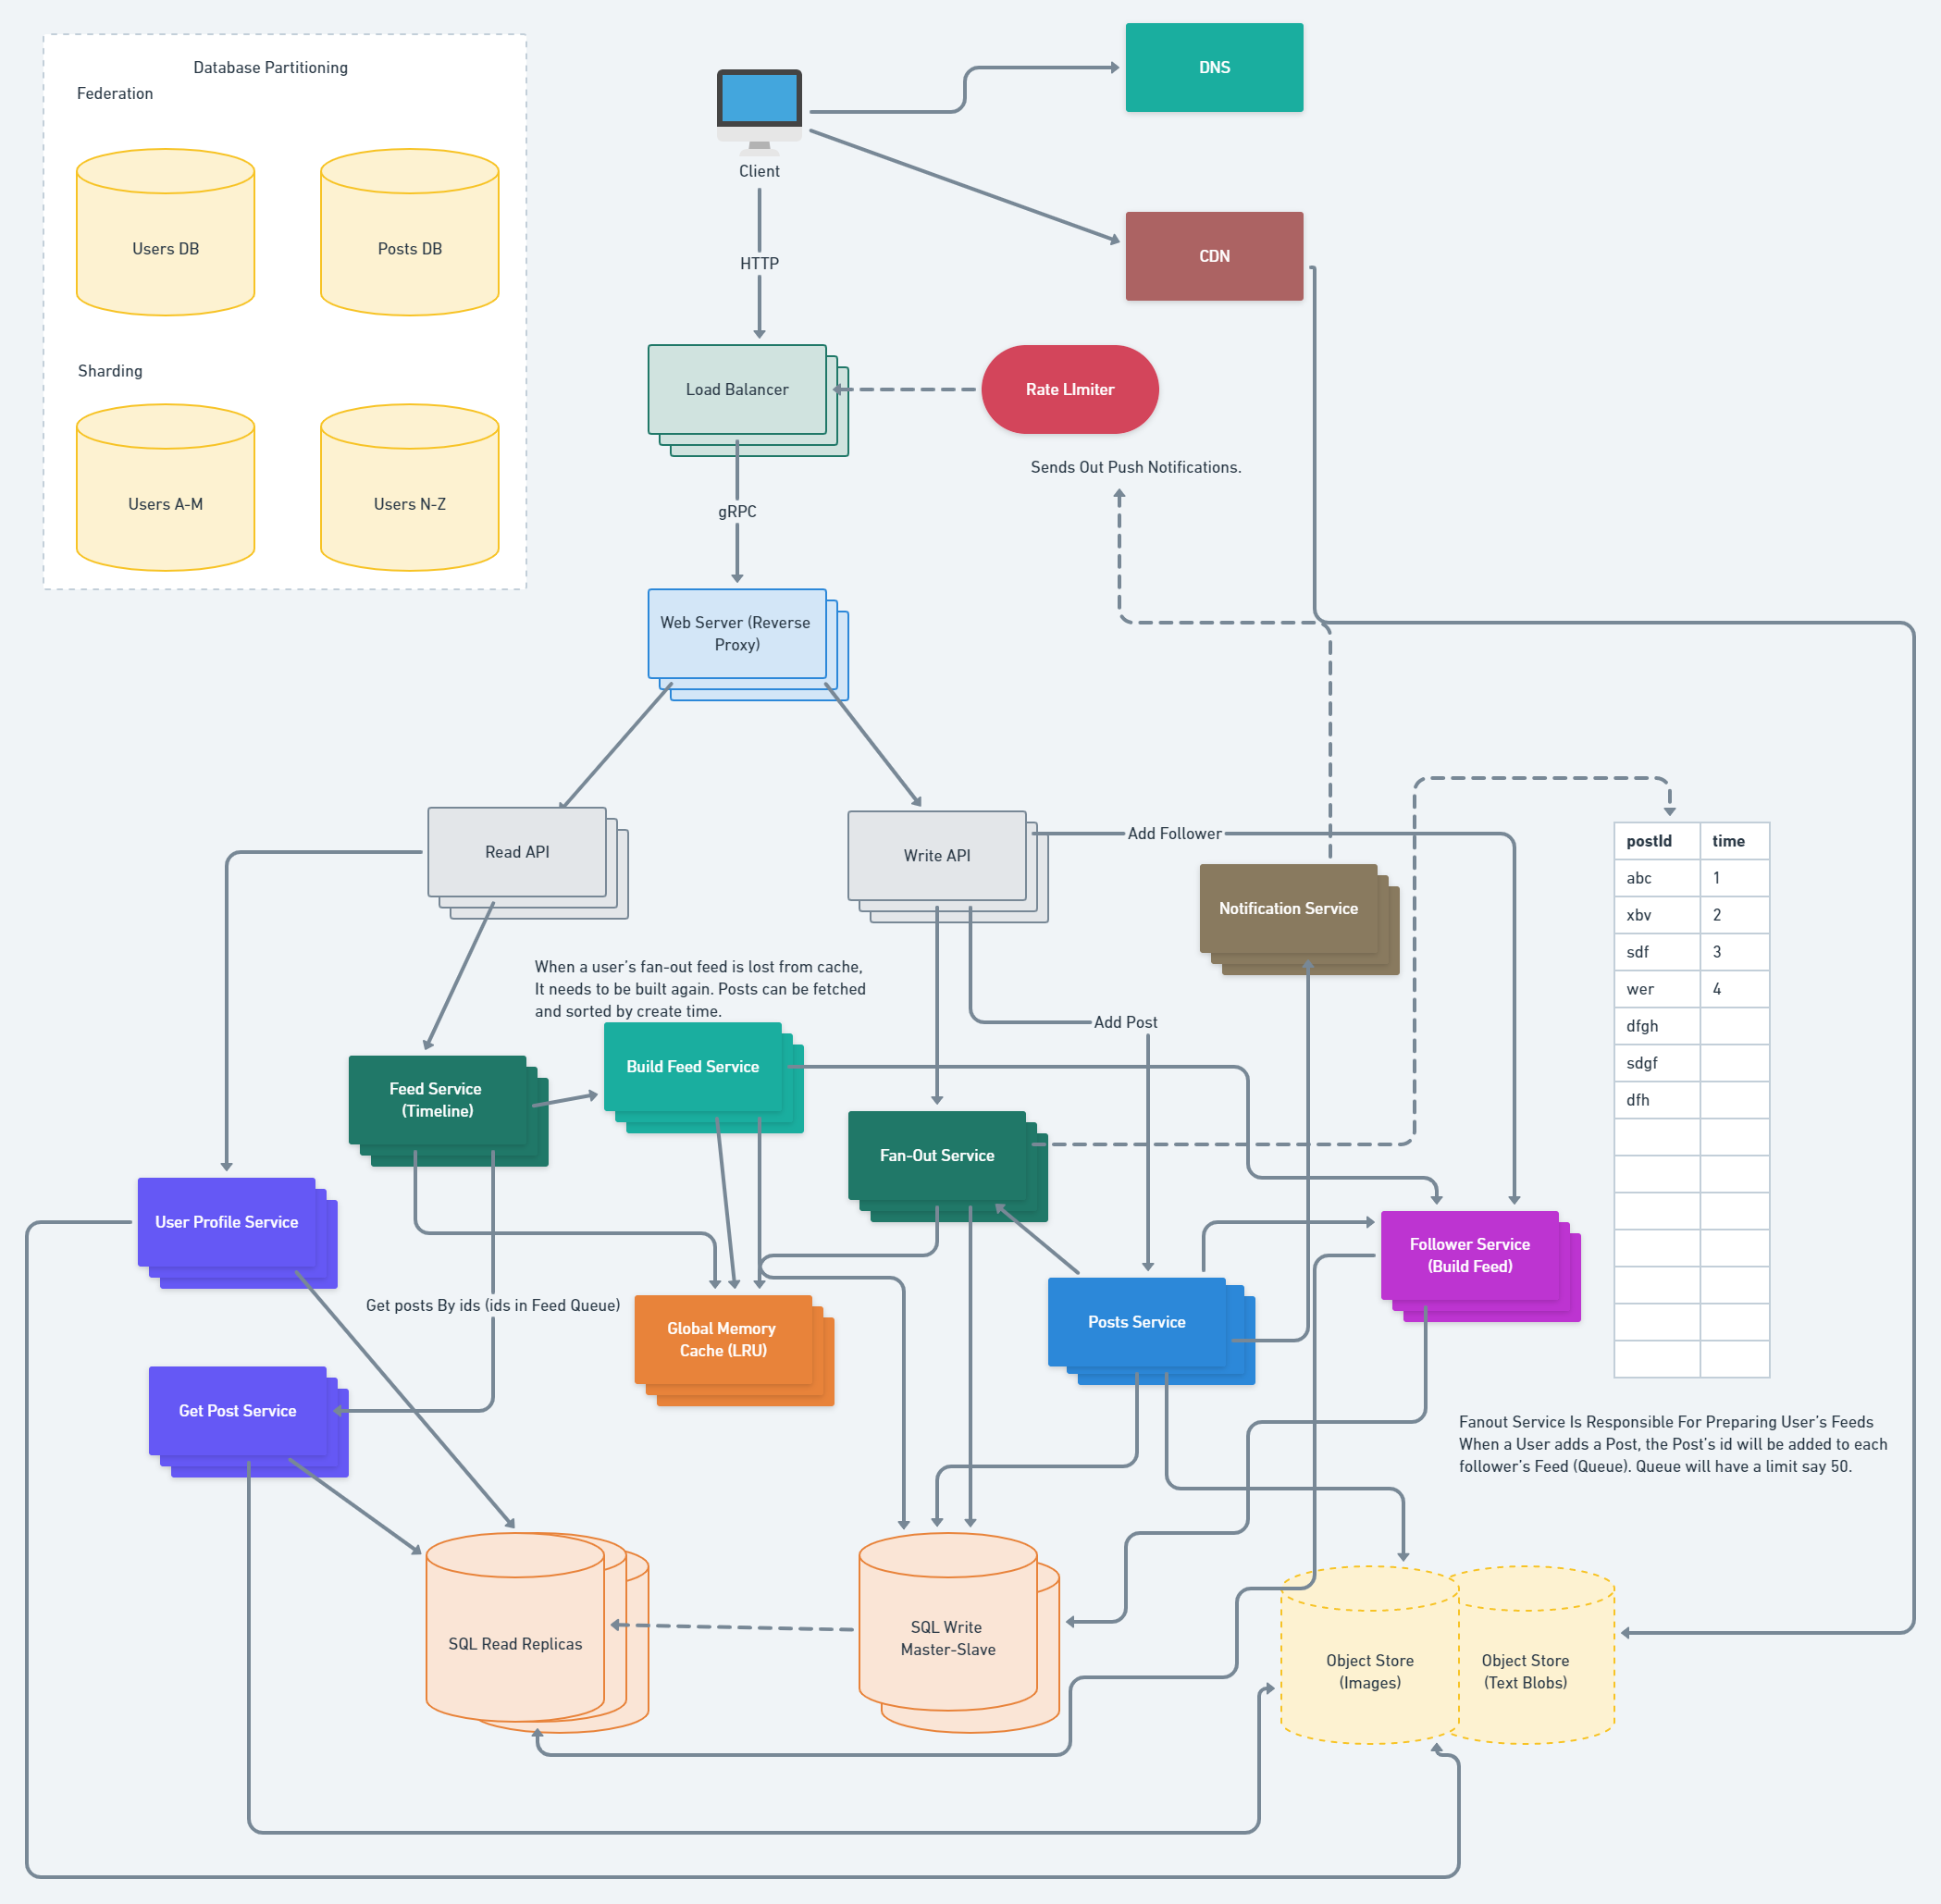 Database Partitioning
Federation
Users DB
Posts DB
Sharding
Users A-M
Users N-Z
Client
DNS
CDN
HTTP
Load Balancer
Rate LImiter
Sends Out Push Notifications.
gRPC
Web Server (Reverse
Proxy)
Read API
Write API
Add Follower
Notification Service
postId time
abc 1
xbv 2
sdf 3
wer 4
dfgh
sdgf
dfh
When a user’s fan-out feed is lost from cache,
It needs to be built again. Posts can be fetched
and sorted by create time.
Add Post
Build Feed Service
Feed Service
(Timeline)
Fan-Out Service
User Profile Service
Follower Service
(Build Feed)
Get posts By ids (ids in Feed Queue)
Global Memory
Cache (LRU)
Posts Service
Get Post Service
Fanout Service Is Responsible For Preparing User’s Feeds
When a User adds a Post, the Post’s id will be added to each
follower’s Feed (Queue). Queue will have a limit say 50.
SQL Read Replicas
SQL Write
Master-Slave
Object Store
(Images)
Object Store
(Text Blobs)